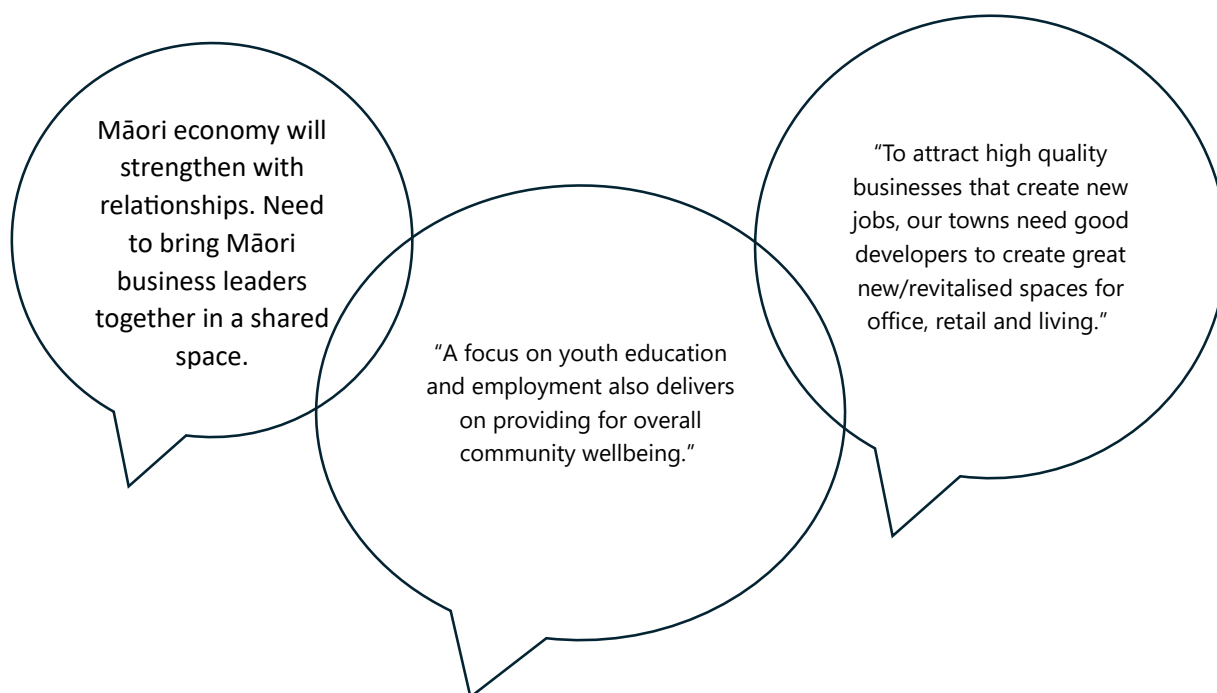 Māori economy will
strengthen with
relationships. Need
to bring Māori
business leaders
together in a shared
space.
“A focus on youth education
and employment also delivers
on providing for overall
community wellbeing.”
“To attract high quality
businesses that create new
jobs, our towns need good
developers to create great
new/revitalised spaces for
office, retail and living.”